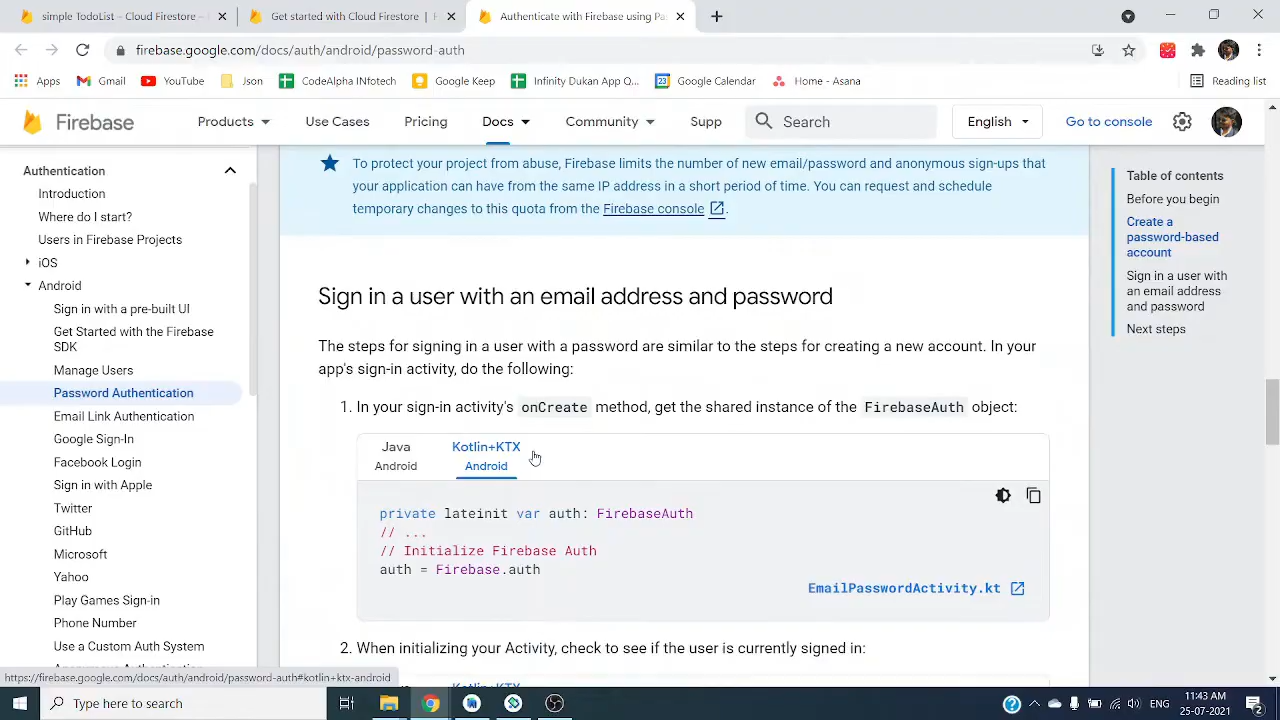 simple TodoList – Cloud Firestore –
Get started with Cloud Firestore | F
Authenticate with Firebase using Pa
firebase.google.com/docs/auth/android/password-auth
Apps
Gmail
YouTube
Json
CodeAlpha INfotech
Google Keep
Infinity Dukan App Q...
Google Calendar
Home - Asana
Reading list
Firebase
Products
Use Cases
Pricing
Docs
Community
Supp
Search
English
Go to console
Authentication
Introduction
Where do I start?
Users in Firebase Projects
iOS
Android
Sign in with a pre-built UI
Get Started with the Firebase
SDK
Manage Users
Password Authentication
Email Link Authentication
Google Sign-In
Facebook Login
Sign in with Apple
Twitter
GitHub
Microsoft
Yahoo
Play Games Sign-in
Phone Number
Use a Custom Auth System
Anonymous Authentication
https://firebase.google.com/docs/auth/android/password-auth#kotlin+ktx-android
To protect your project from abuse, Firebase limits the number of new email/password and anonymous sign-ups that
your application can have from the same IP address in a short period of time. You can request and schedule
temporary changes to this quota from the Firebase console.
Sign in a user with an email address and password
The steps for signing in a user with a password are similar to the steps for creating a new account. In your
app's sign-in activity, do the following:
1. In your sign-in activity's onCreate method, get the shared instance of the FirebaseAuth object:
Java
Android
Kotlin+KTX
Android
private lateinit var auth: FirebaseAuth
// ...
// Initialize Firebase Auth
auth = Firebase.auth
EmailPasswordActivity.kt
2. When initializing your Activity, check to see if the user is currently signed in:
Kotlin+KTX
Table of contents
Before you begin
Create a
password-based
account
Sign in a user with
an email address
and password
Next steps
Type here to search
ENG
11:43 AM
25-07-2021
2